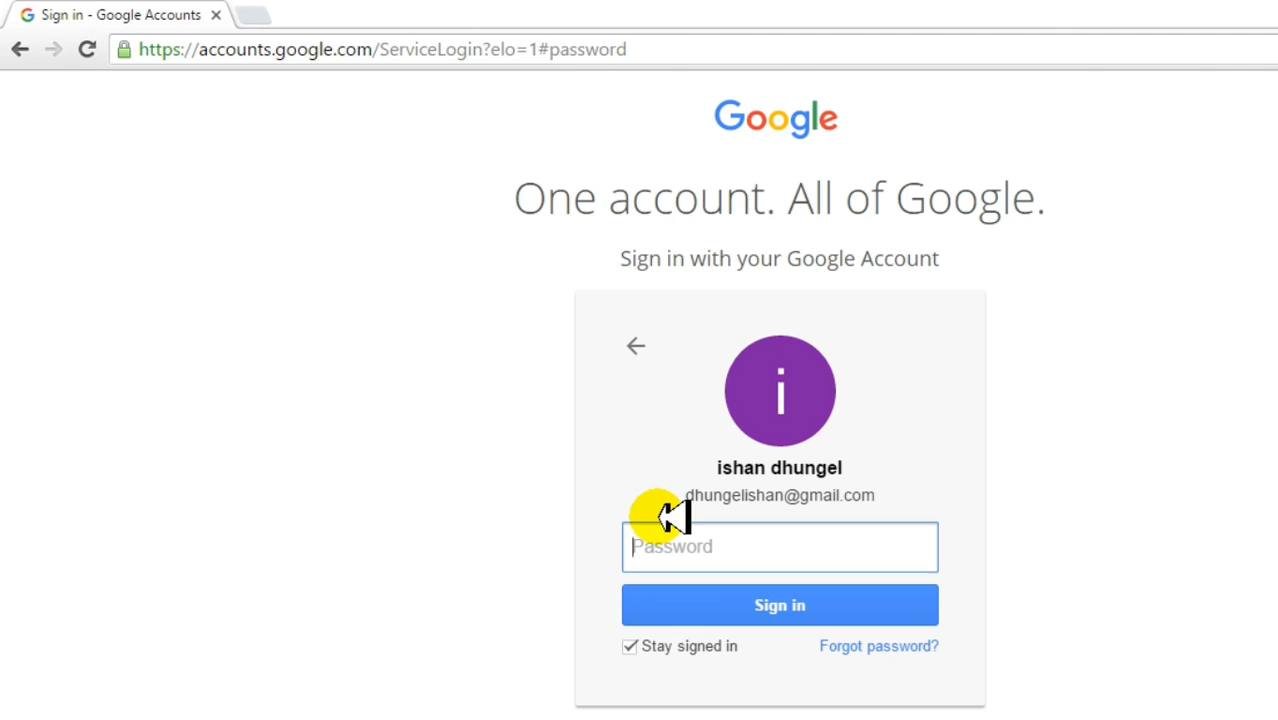 Sign in - Google Accounts
https://accounts.google.com/ServiceLogin?elo=1#password
Google
One account. All of Google.
Sign in with your Google Account
i
ishan dhungel
dhungelishan@gmail.com
Password
Sign in
Stay signed in Forgot password?